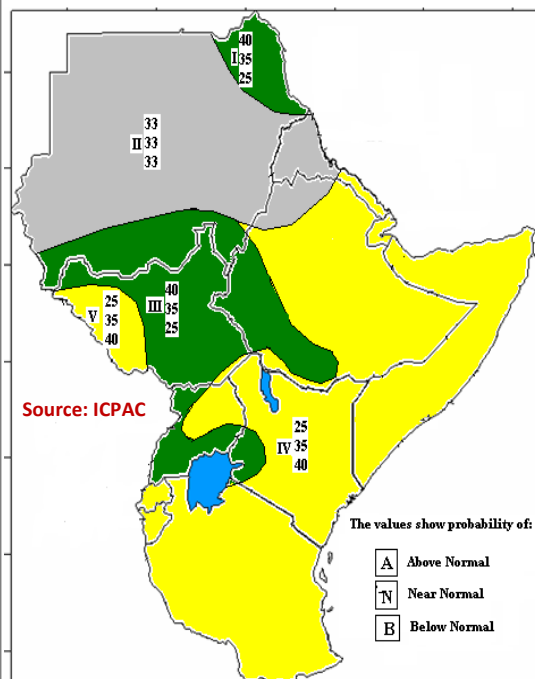 I 40
35
25
II 33
33
33
III 40
35
25
V 25
35
40
Source: ICPAC
IV 25
35
40
The values show probability of:
A Above Normal
N Near Normal
B Below Normal